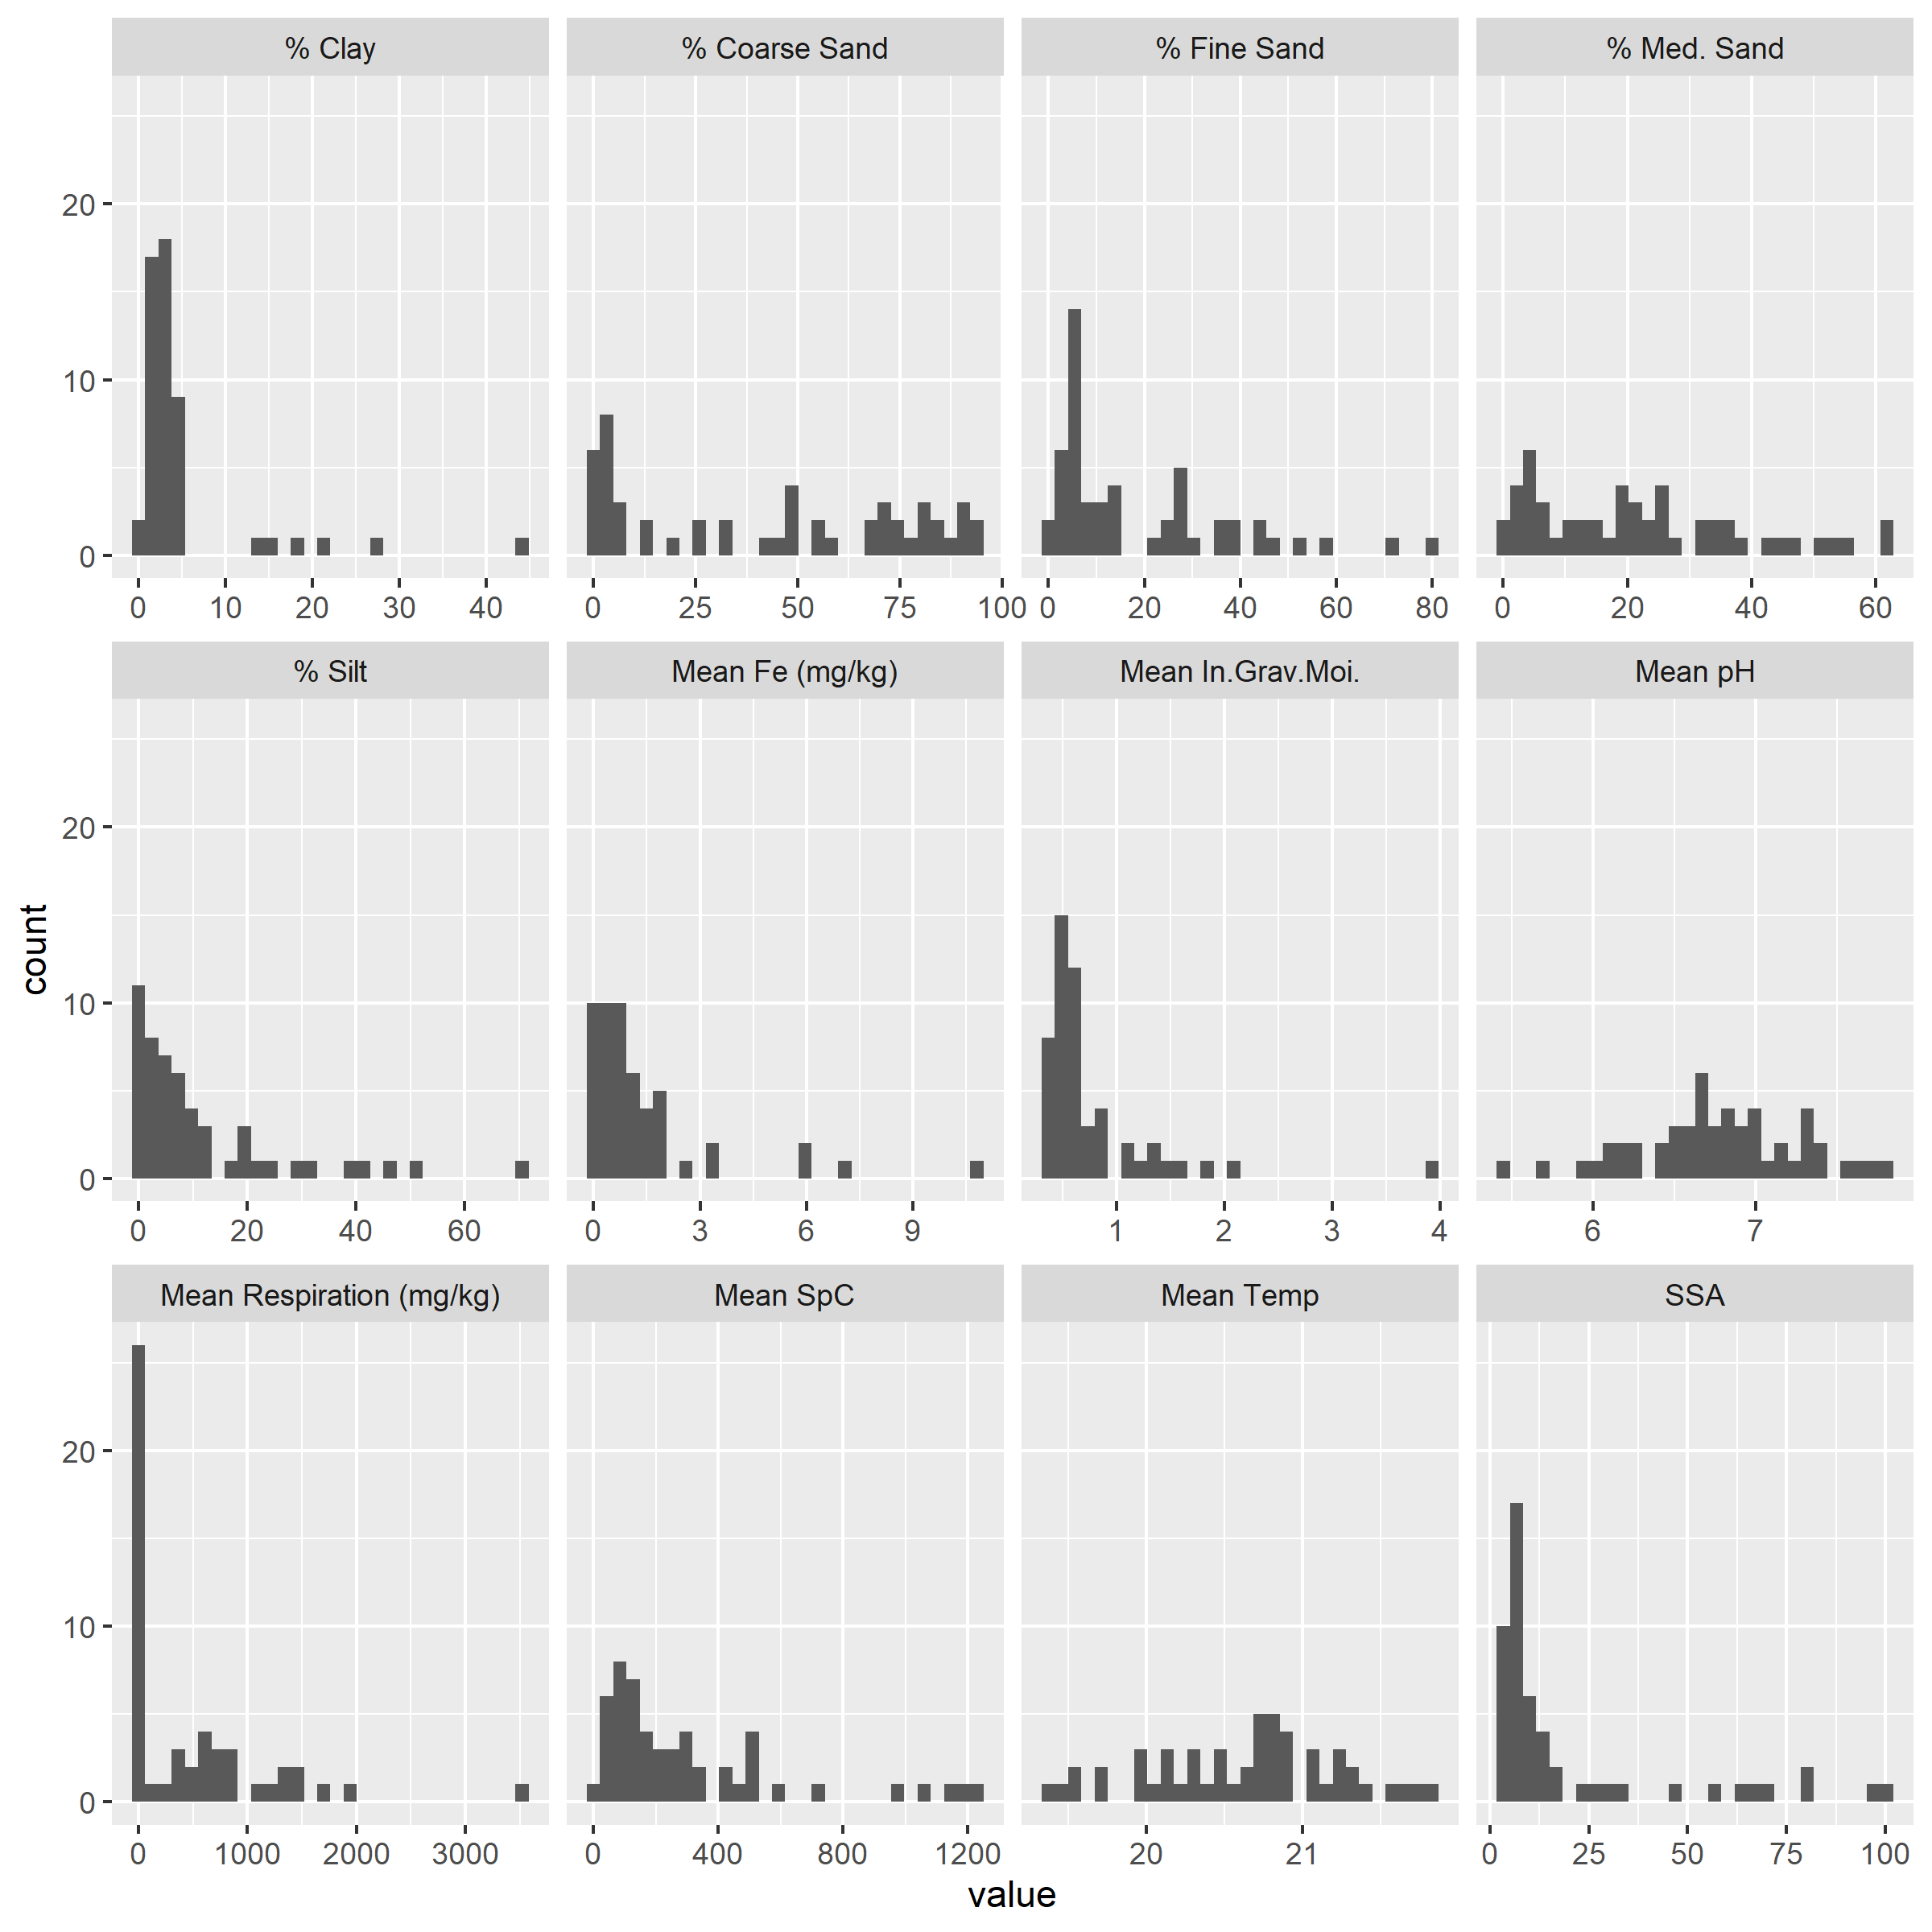 % Clay % Coarse Sand % Fine Sand % Med. Sand
20
10
0
0 10 20 30 40 0 25 50 75 100 0 20 40 60 80 0 20 40 60
% Silt Mean Fe (mg/kg) Mean In.Grav.Moi. Mean pH
20
count
10
0
0 20 40 60 0 3 6 9 1 2 3 4 6 7
Mean Respiration (mg/kg) Mean SpC Mean Temp SSA
20
10
0
0 1000 2000 3000 0 400 800 1200 20 21 0 25 50 75 100
value